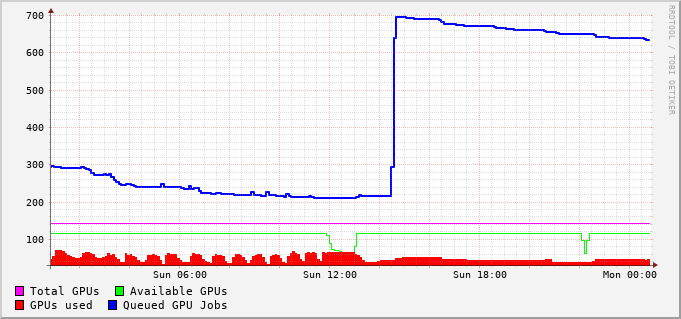 700
600
500
400
300
200
100
Sun 06:00 Sun 12:00 Sun 18:00 Mon 00:00
Total GPUs Available GPUs
GPUs used Queued GPU Jobs
RRDTOOL / TOBI OETIKER